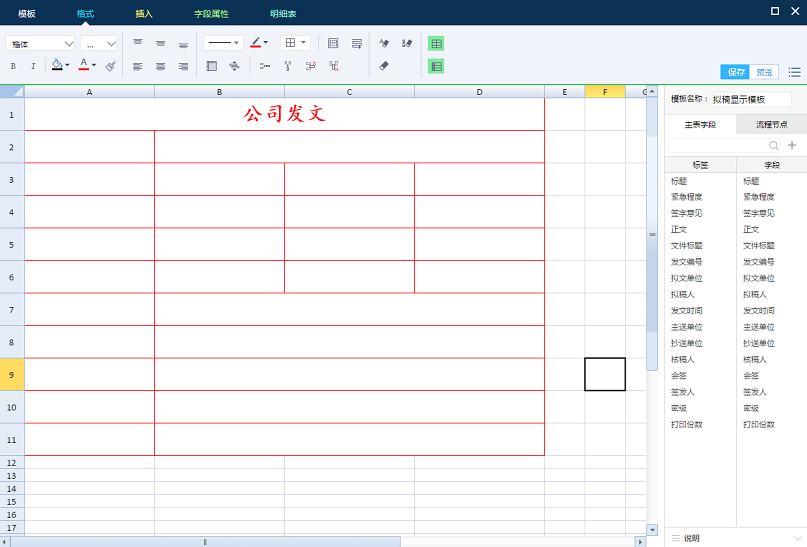 模板 格式 插入 字段属性 明细表
楷体 ...
B I A
保存 预览
A B C D E F G
模板名称： 拟稿显示模板
1 公司发文
主表字段 流程节点
2
3
4
5
6
7
8
9
10
11
12
13
14
15
16
17
标签 字段
标题 标题
紧急程度 紧急程度
签字意见 签字意见
正文 正文
文件标题 文件标题
发文编号 发文编号
拟文单位 拟文单位
拟稿人 拟稿人
发文时间 发文时间
主送单位 主送单位
抄送单位 抄送单位
核稿人 核稿人
会签 会签
签发人 签发人
密级 密级
打印份数 打印份数
说明